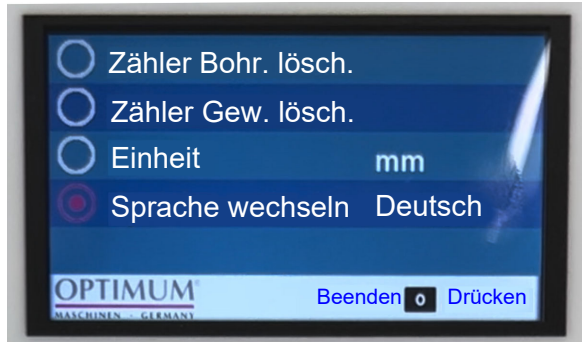 Zähler Bohr. lösch.
Zähler Gew. lösch.
Einheit mm
Sprache wechseln Deutsch
OPTIMUM
MASCHINEN - GERMANY
Beenden 0 Drücken